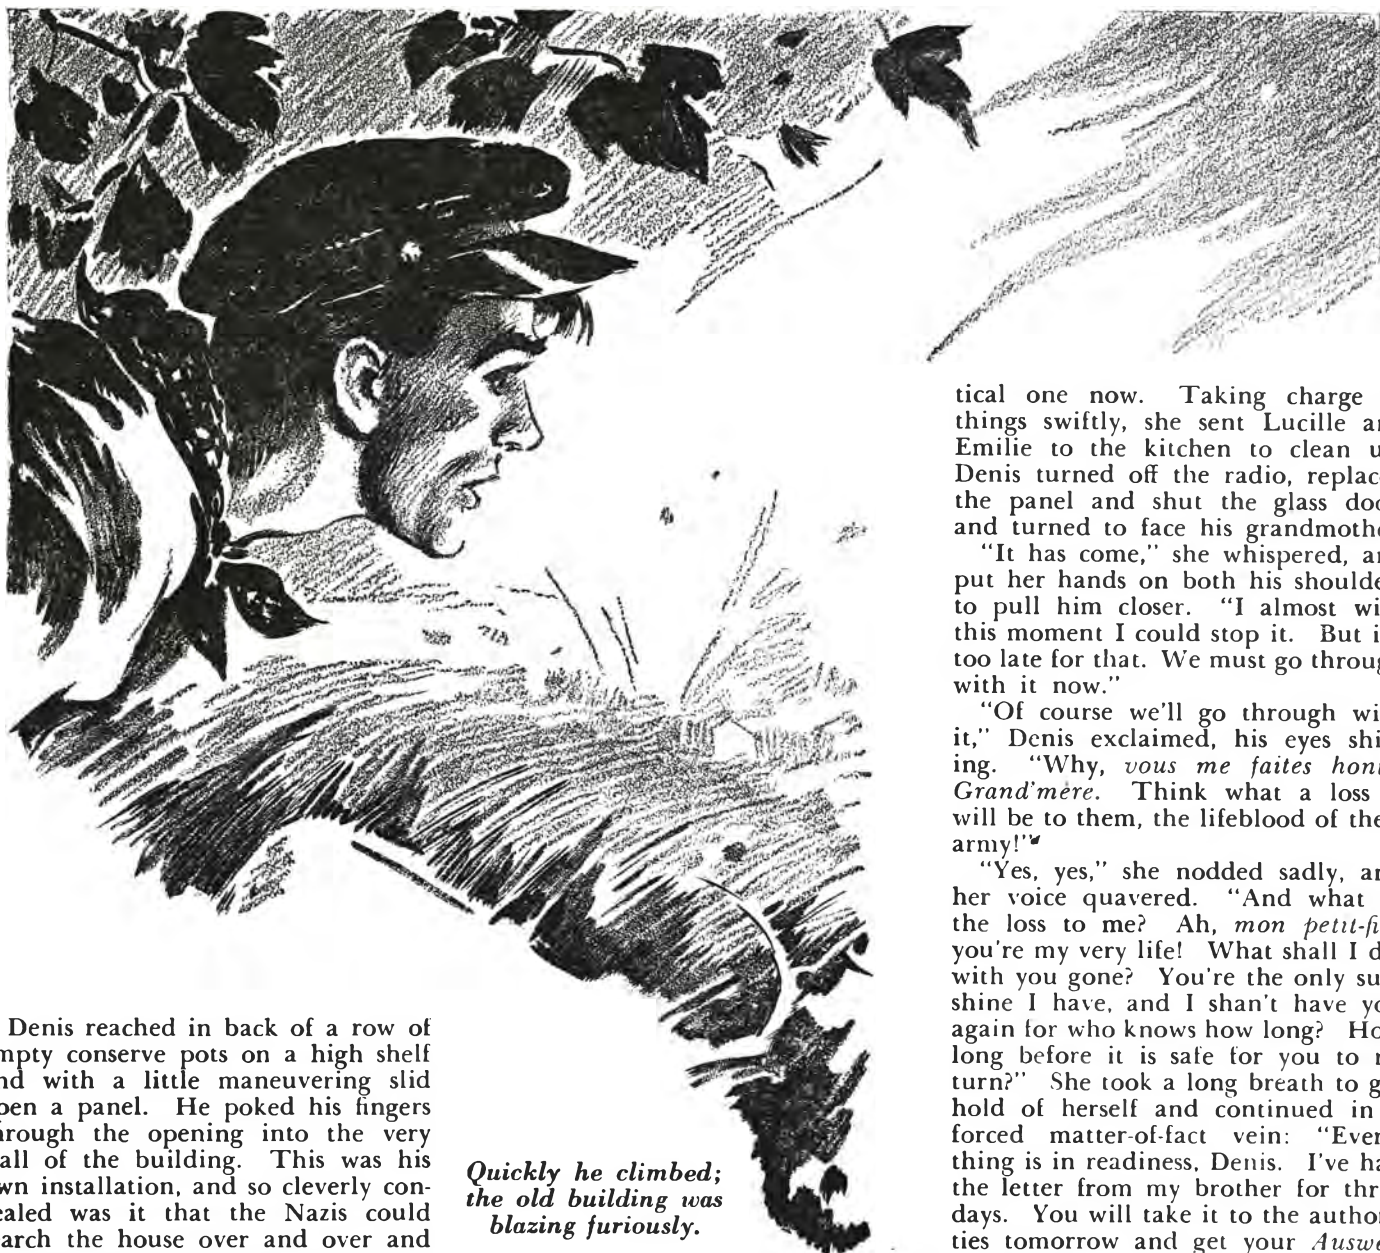 Denis reached in back of a row of
mpty conserve pots on a high shelf
nd with a little maneuvering slid
pen a panel. He poked his fingers
rough the opening into the very
all of the building. This was his
wn installation, and so cleverly con-
ealed was it that the Nazis could
arch the house over and over and
Quickly he climbed;
the old building was
blazing furiously.
tical one now. Taking charge
things swiftly, she sent Lucille an
Emilie to the kitchen to clean u
Denis turned off the radio, replac
the panel and shut the glass doo
and turned to face his grandmothe
"It has come," she whispered, an
put her hands on both his shoulde
to pull him closer. "I almost wi
this moment I could stop it. But i
too late for that. We must go throug
with it now."
"Of course we'll go through wi
it," Denis exclaimed, his eyes shi
ing. "Why, vous me faites hon
Grand'mère. Think what a loss
will be to them, the lifeblood of the
army!"
"Yes, yes," she nodded sadly, an
her voice quavered. "And what
the loss to me? Ah, mon petit-fi
you're my very life! What shall I d
with you gone? You're the only su
shine I have, and I shan't have yo
again for who knows how long? Ho
long before it is safe for you to r
turn?" She took a long breath to g
hold of herself and continued in
forced matter-of-fact vein: "Ever
thing is in readiness, Denis. I've ha
the letter from my brother for thr
days. You will take it to the author
ties tomorrow and get your Auswe